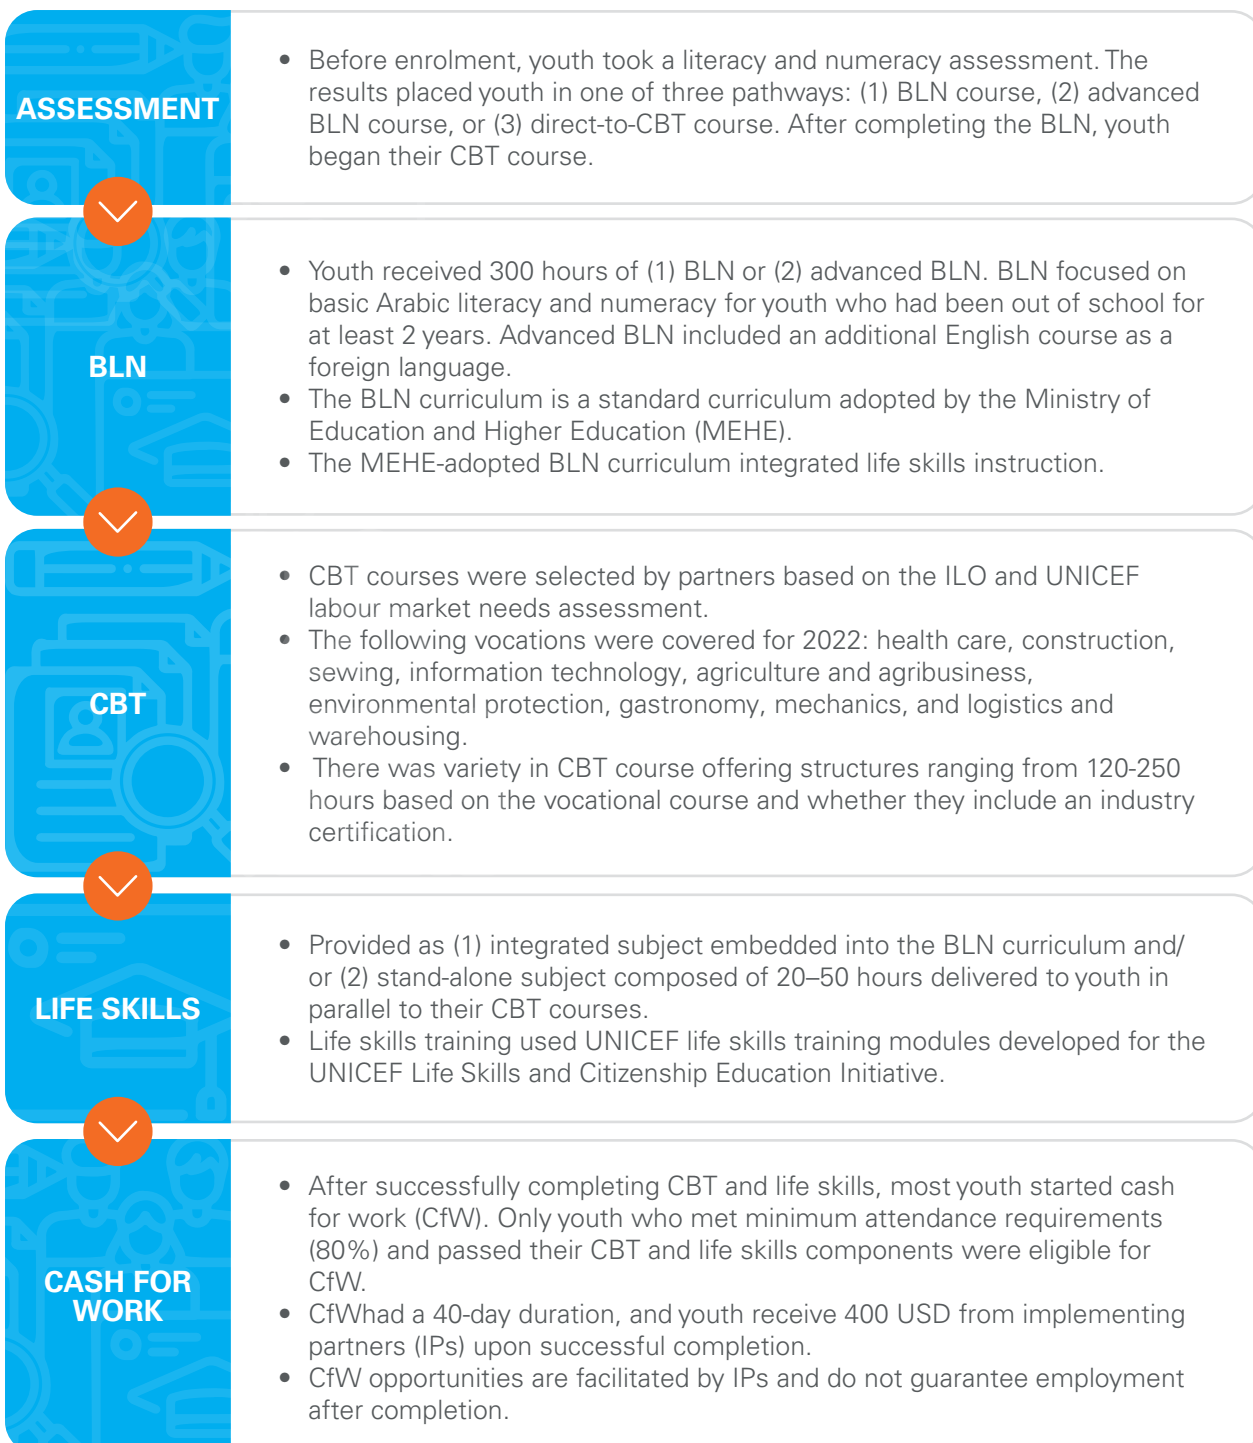 ASSESSMENT
• Before enrolment, youth took a literacy and numeracy assessment. The
results placed youth in one of three pathways: (1) BLN course, (2) advanced
BLN course, or (3) direct-to-CBT course. After completing the BLN, youth
began their CBT course.
BLN
• Youth received 300 hours of (1) BLN or (2) advanced BLN. BLN focused on
basic Arabic literacy and numeracy for youth who had been out of school for
at least 2 years. Advanced BLN included an additional English course as a
foreign language.
• The BLN curriculum is a standard curriculum adopted by the Ministry of
Education and Higher Education (MEHE).
• The MEHE-adopted BLN curriculum integrated life skills instruction.
CBT
• CBT courses were selected by partners based on the ILO and UNICEF
labour market needs assessment.
• The following vocations were covered for 2022: health care, construction,
sewing, information technology, agriculture and agribusiness,
environmental protection, gastronomy, mechanics, and logistics and
warehousing.
• There was variety in CBT course offering structures ranging from 120-250
hours based on the vocational course and whether they include an industry
certification.
LIFE SKILLS
• Provided as (1) integrated subject embedded into the BLN curriculum and/
or (2) stand-alone subject composed of 20–50 hours delivered to youth in
parallel to their CBT courses.
• Life skills training used UNICEF life skills training modules developed for the
UNICEF Life Skills and Citizenship Education Initiative.
CASH FOR
WORK
• After successfully completing CBT and life skills, most youth started cash
for work (CfW). Only youth who met minimum attendance requirements
(80%) and passed their CBT and life skills components were eligible for
CfW.
• CfWhad a 40-day duration, and youth receive 400 USD from implementing
partners (IPs) upon successful completion.
• CfW opportunities are facilitated by IPs and do not guarantee employment
after completion.